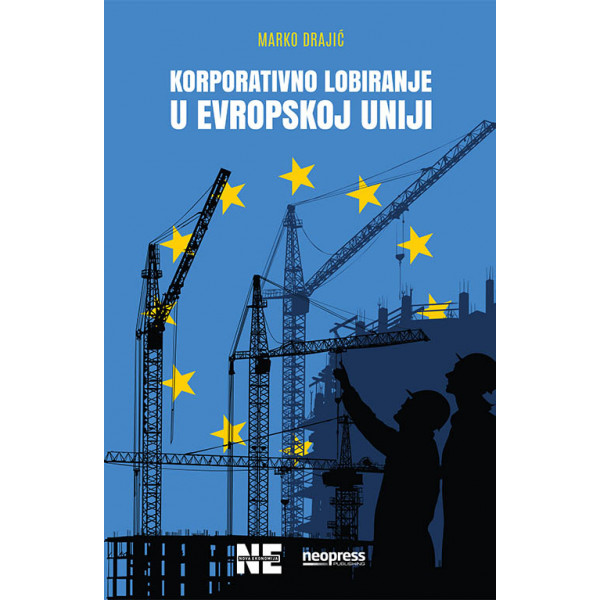 MARKO DRAJIĆ
KORPORATIVNO LOBIRANJE
U EVROPSKOJ UNIJI
NE
NOVA EKONOMIJA
neopress
PUBLISHING